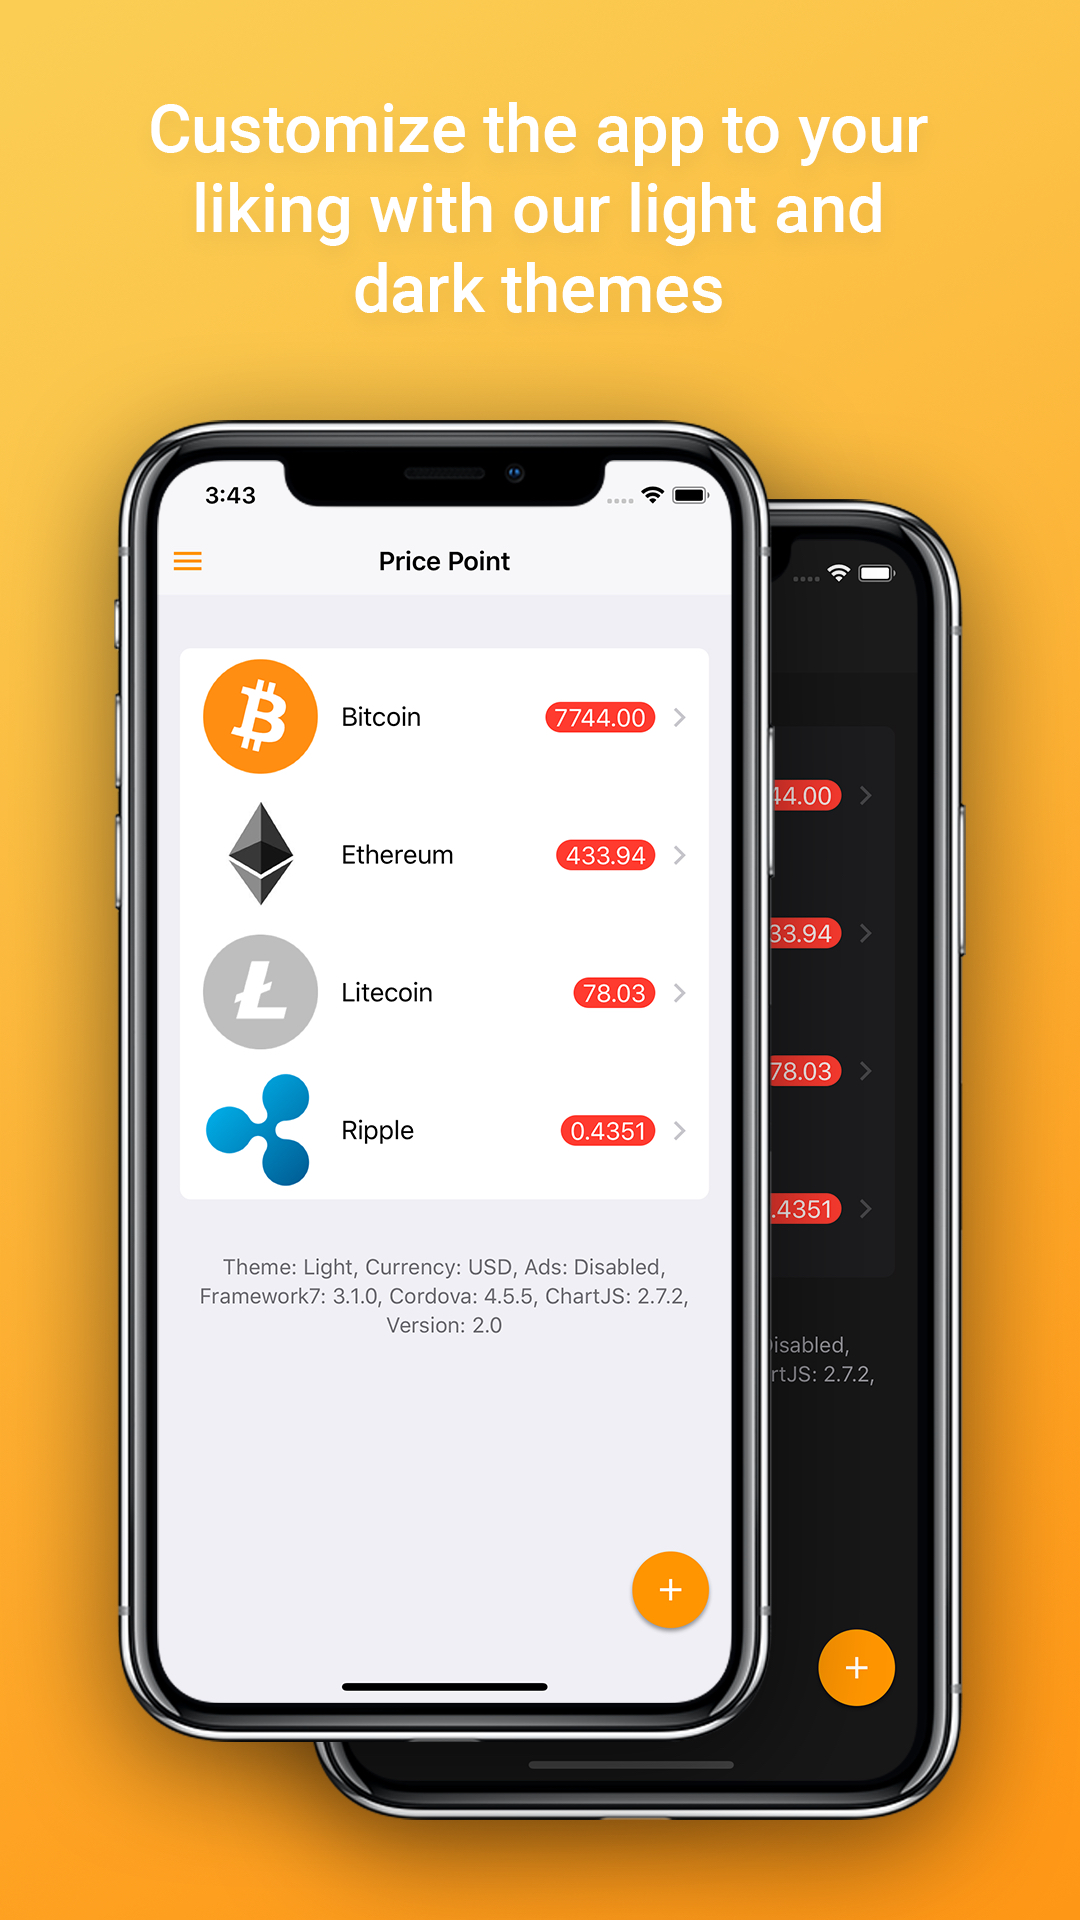 Customize the app to your
liking with our light and
dark themes
3:43
Price Point
Bitcoin 7744.00
Ethereum 433.94
Litecoin 78.03
Ripple 0.4351
Theme: Light, Currency: USD, Ads: Disabled,
Framework7: 3.1.0, Cordova: 4.5.5, ChartJS: 2.7.2,
Version: 2.0
+
44.00
33.94
78.03
.4351
isabled,
rtJS: 2.7.2,
+